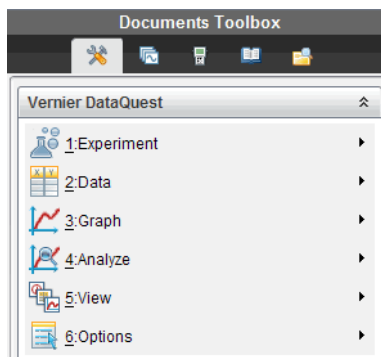 Documents Toolbox
Vernier DataQuest
1:Experiment
X Y
2:Data
3:Graph
4:Analyze
5:View
6:Options